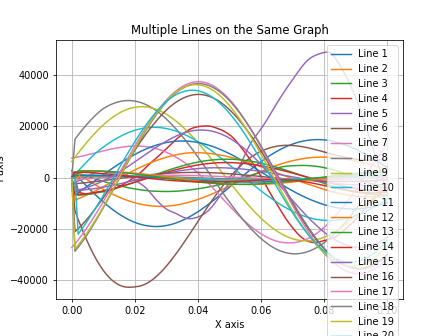 Multiple Lines on the Same Graph
40000
20000
0
−20000
−40000
0.00
0.02
0.04
0.06
X axis
axis
Line 1
Line 2
Line 3
Line 4
Line 5
Line 6
Line 7
Line 8
Line 9
Line 10
Line 11
Line 12
Line 13
Line 14
Line 15
Line 16
Line 17
Line 18
Line 19
Line 20